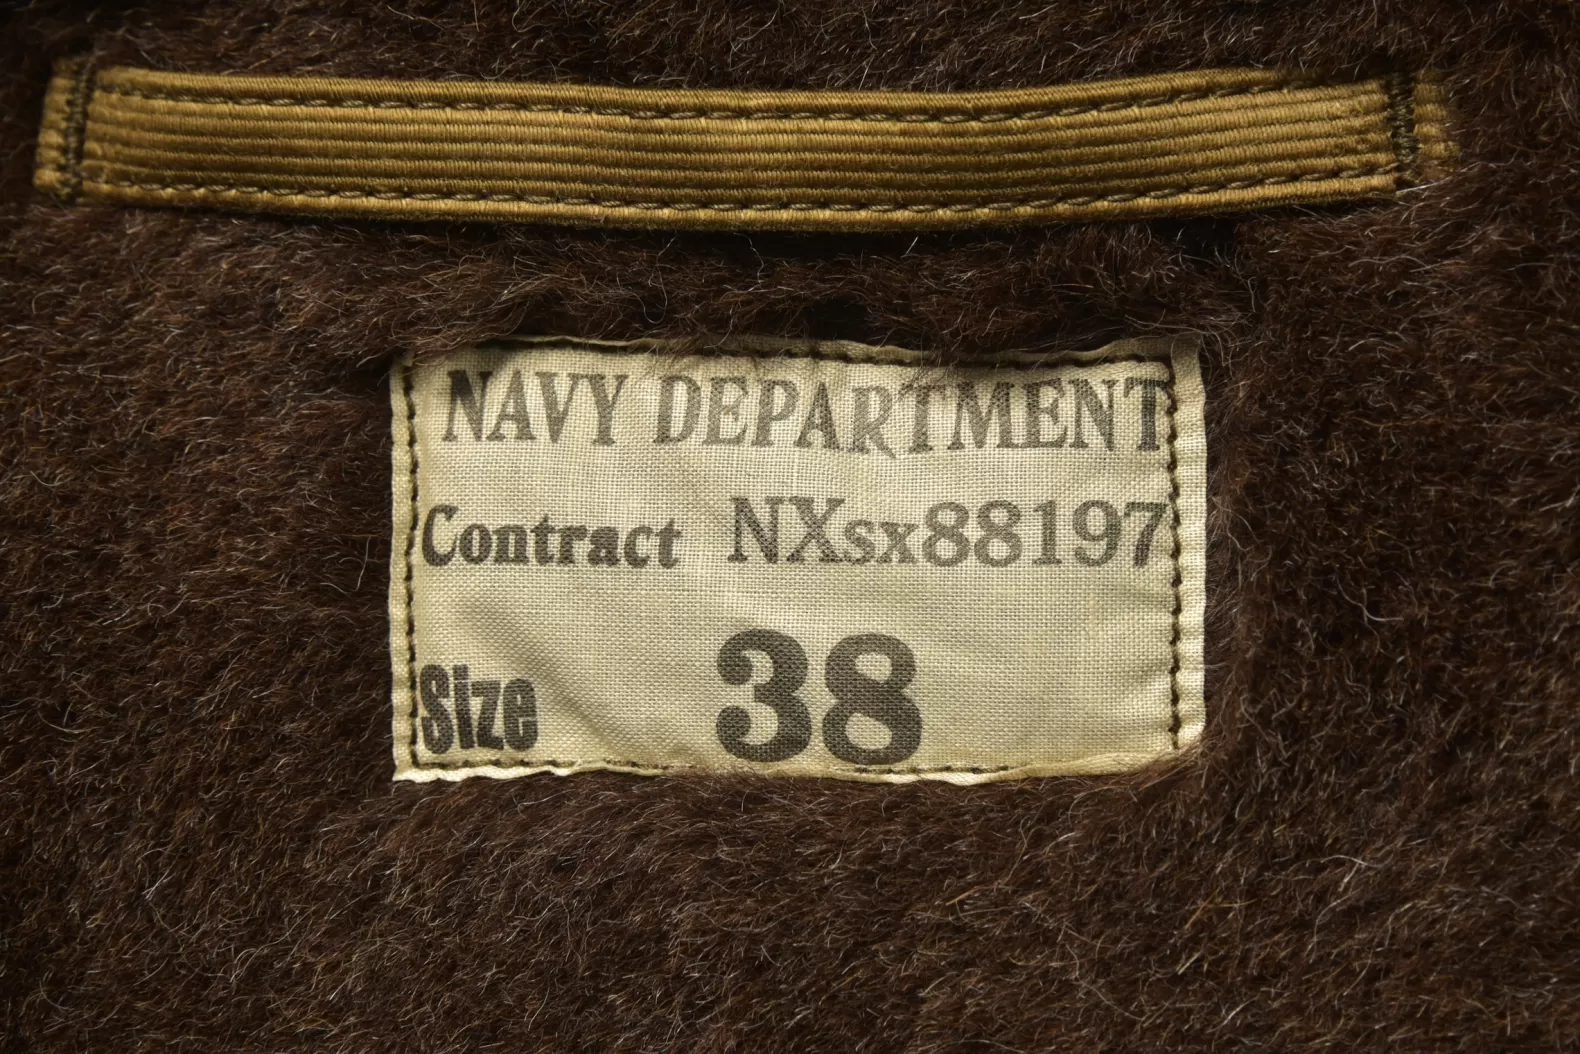 NAVY DEPARTMENT
Contract NXsx88197
Size 38